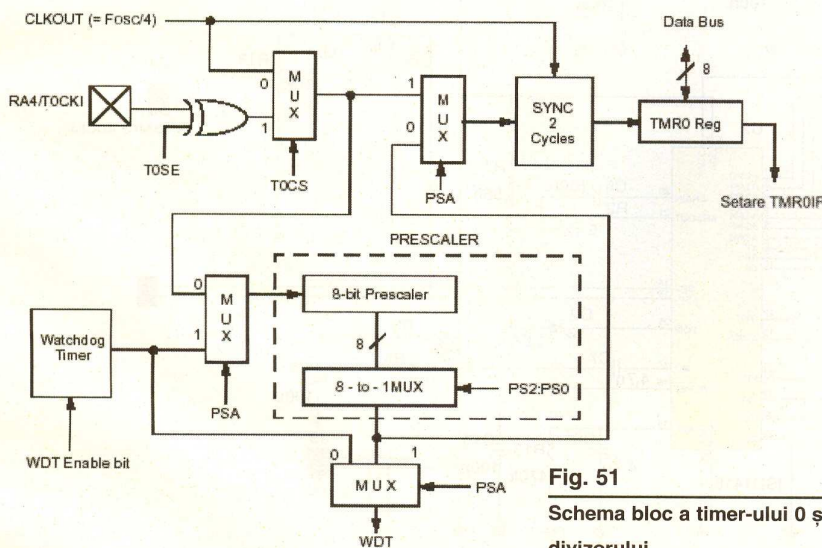 CLKOUT (= Fosc/4)
Data Bus
8
0
M
U
X
1
RA4/T0CKI
T0SE
T0CS
1
M
U
X
0
PSA
SYNC
2
Cycles
TMR0 Reg
Setare TMR0IF
PRESCALER
0
M
U
X
1
PSA
8-bit Prescaler
8
8 - to - 1MUX
PS2:PS0
Watchdog
Timer
WDT Enable bit
0
1
M U X
PSA
WDT
Fig. 51
Schema bloc a timer-ului 0 ș
divizorului